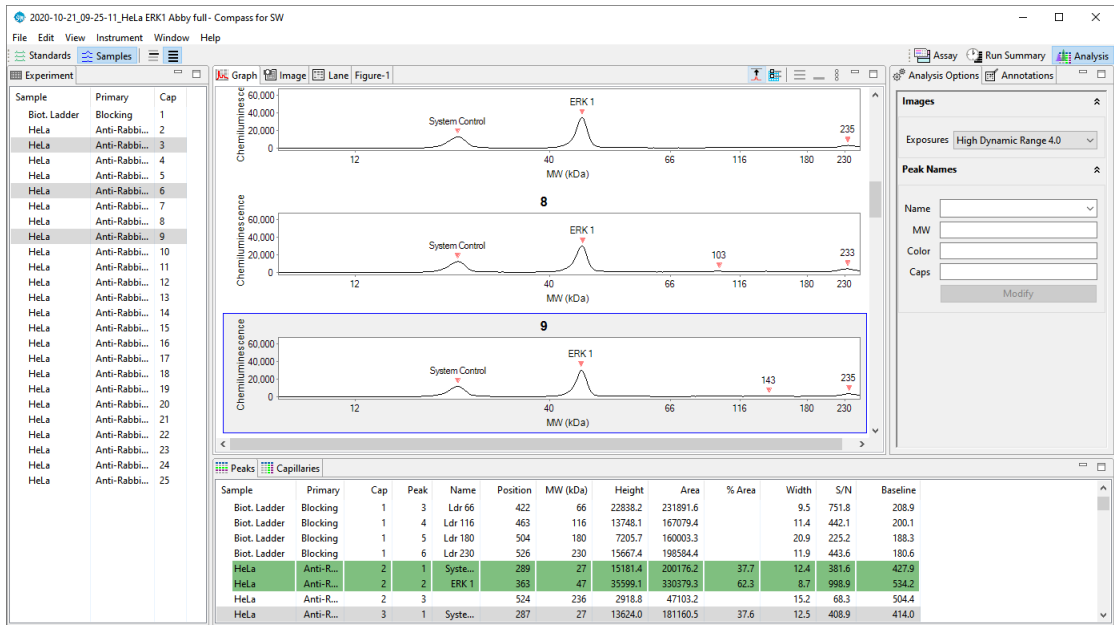 2020-10-21_09-25-11_HeLa ERK1 Abby full - Compass for SW
File Edit View Instrument Window Help
Standards Samples Assay Run Summary Analysis
Experiment
Sample Primary Cap
Biot. Ladder Blocking 1
HeLa Anti-Rabbi... 2
HeLa Anti-Rabbi... 3
HeLa Anti-Rabbi... 4
HeLa Anti-Rabbi... 5
HeLa Anti-Rabbi... 6
HeLa Anti-Rabbi... 7
HeLa Anti-Rabbi... 8
HeLa Anti-Rabbi... 9
HeLa Anti-Rabbi... 10
HeLa Anti-Rabbi... 11
HeLa Anti-Rabbi... 12
HeLa Anti-Rabbi... 13
HeLa Anti-Rabbi... 14
HeLa Anti-Rabbi... 15
HeLa Anti-Rabbi... 16
HeLa Anti-Rabbi... 17
HeLa Anti-Rabbi... 18
HeLa Anti-Rabbi... 19
HeLa Anti-Rabbi... 20
HeLa Anti-Rabbi... 21
HeLa Anti-Rabbi... 22
HeLa Anti-Rabbi... 23
HeLa Anti-Rabbi... 24
HeLa Anti-Rabbi... 25
Graph Image Lane Figure-1
Chemiluminescence
60,000
40,000
20,000
0
System Control
ERK 1
235
12 40 66 116 180 230
MW (kDa)
8
Chemiluminescence
60,000
40,000
20,000
0
System Control
ERK 1
103
233
12 40 66 116 180 230
MW (kDa)
9
Chemiluminescence
60,000
40,000
20,000
0
System Control
ERK 1
143
235
12 40 66 116 180 230
MW (kDa)
Analysis Options Annotations
Images
Exposures High Dynamic Range 4.0
Peak Names
Name
MW
Color
Caps
Modify
Peaks Capillaries
Sample Primary Cap Peak Name Position MW (kDa) Height Area % Area Width S/N Baseline
Biot. Ladder Blocking 1 3 Ldr 66 422 66 22838.2 231891.6 9.5 751.8 208.9
Biot. Ladder Blocking 1 4 Ldr 116 463 116 13748.1 167079.4 11.4 442.1 200.1
Biot. Ladder Blocking 1 5 Ldr 180 504 180 7205.7 160003.3 20.9 225.2 188.3
Biot. Ladder Blocking 1 6 Ldr 230 526 230 15667.4 198584.4 11.9 443.6 180.6
HeLa Anti-R... 2 1 Syste... 289 27 15181.4 200176.2 37.7 12.4 381.6 427.9
HeLa Anti-R... 2 2 ERK 1 363 47 35599.1 330379.3 62.3 8.7 998.9 534.2
HeLa Anti-R... 2 3 524 236 2918.8 47103.2 15.2 68.3 504.4
HeLa Anti-R... 3 1 Syste... 287 27 13624.0 181160.5 37.6 12.5 408.9 414.0